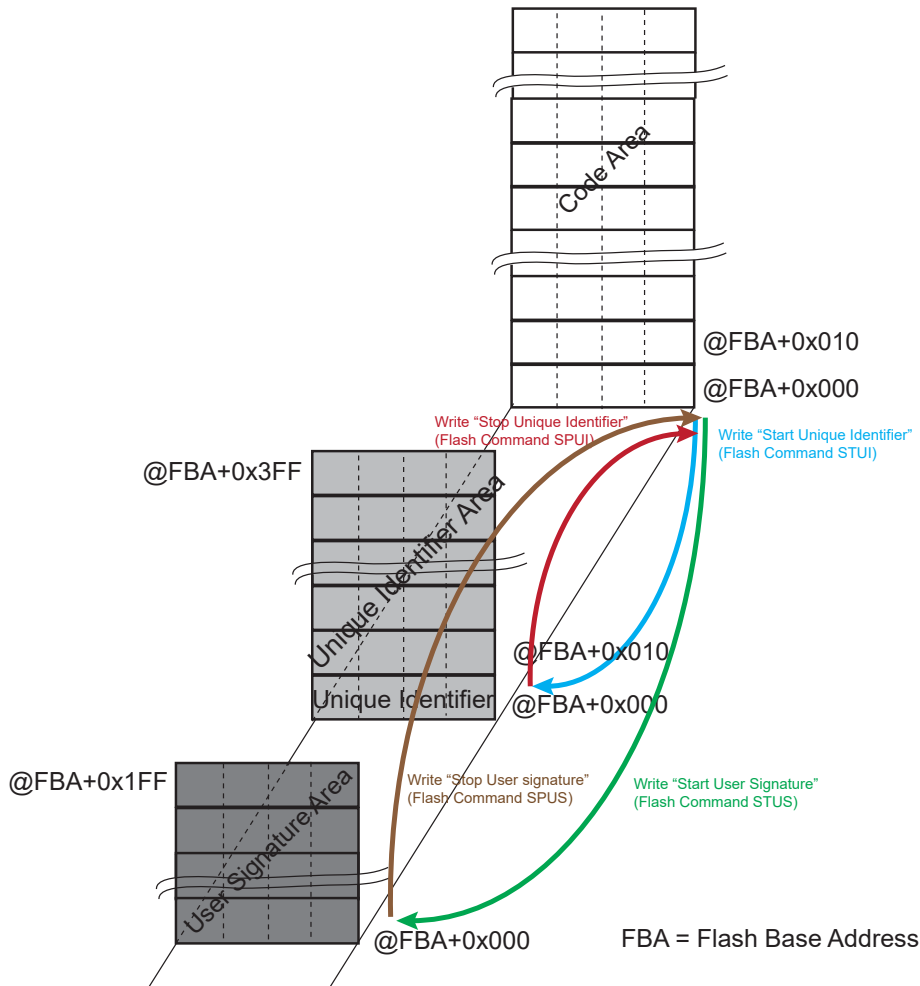 Code Area
@FBA+0x010
@FBA+0x000
Write “Stop Unique Identifier”
(Flash Command SPUI)
Write “Start Unique Identifier”
(Flash Command STUI)
@FBA+0x3FF
Unique Identifier Area
@FBA+0x010
Unique Identifier
@FBA+0x000
@FBA+0x1FF
Write “Stop User signature”
(Flash Command SPUS)
Write “Start User Signature”
(Flash Command STUS)
User Signature Area
@FBA+0x000
FBA = Flash Base Address